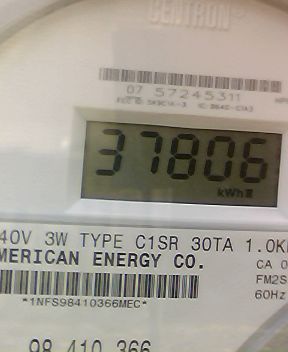 CENTRON
07 57245311
37806
kWh
40V 3W TYPE C1SR 30TA 1.0K
MERICAN ENERGY CO.
CA 0
FM2S
60Hz
*1NFS98410366MEC*
98 410 366